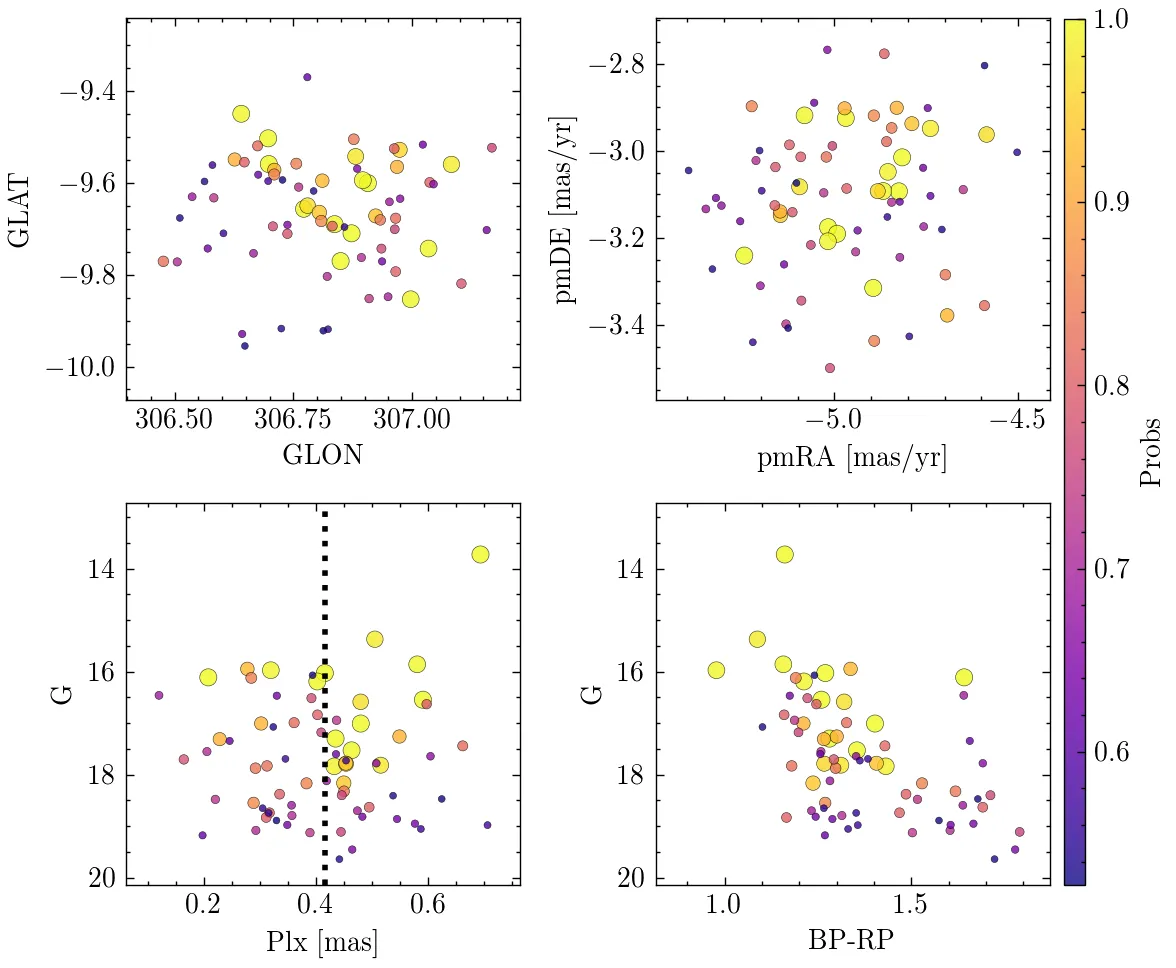 −9.4
−9.6
−9.8
−10.0
GLAT
306.50 306.75 307.00
GLON
−2.8
−3.0
−3.2
−3.4
pmDE [mas/yr]
−5.0 −4.5
pmRA [mas/yr]
14
16
18
20
G
0.2 0.4 0.6
Plx [mas]
14
16
18
20
G
1.0 1.5
BP-RP
1.0
0.9
0.8
0.7
0.6
Probs